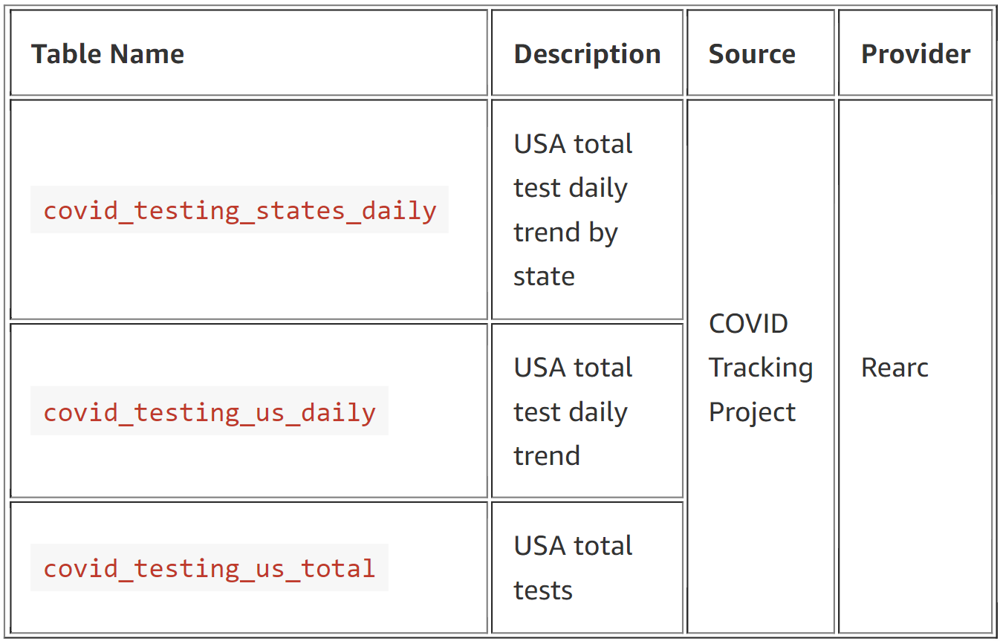 Table Name Description Source Provider
covid_testing_states_daily
USA total
test daily
trend by
state
COVID
Tracking
Project
Rearc
covid_testing_us_daily
USA total
test daily
trend
covid_testing_us_total
USA total
tests